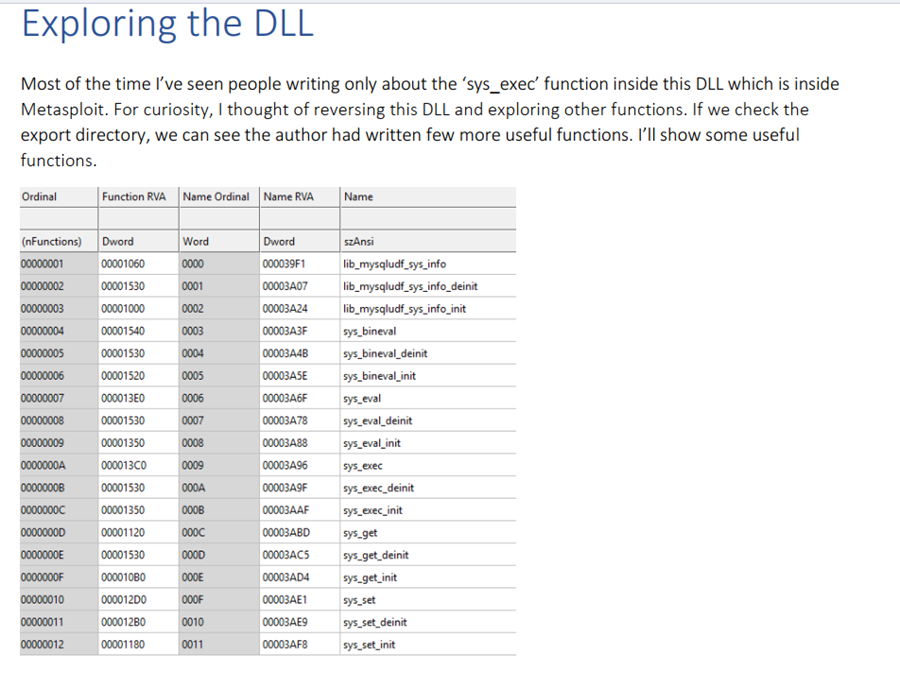 Exploring the DLL
Most of the time I've seen people writing only about the 'sys_exec' function inside this DLL which is inside
Metasploit. For curiosity, I thought of reversing this DLL and exploring other functions. If we check the
export directory, we can see the author had written few more useful functions. I'll show some useful
functions.
Ordinal Function RVA Name Ordinal Name RVA Name
(nFunctions) Dword Word Dword szAnsi
00000001 00001060 0000 000039F1 lib_mysqludf_sys_info
00000002 00001530 0001 00003A07 lib_mysqludf_sys_info_deinit
00000003 00001000 0002 00003A24 lib_mysqludf_sys_info_init
00000004 00001540 0003 00003A3F sys_bineval
00000005 00001530 0004 00003A4B sys_bineval_deinit
00000006 00001520 0005 00003A5E sys_bineval_init
00000007 000013E0 0006 00003A6F sys_eval
00000008 00001530 0007 00003A78 sys_eval_deinit
00000009 00001350 0008 00003A88 sys_eval_init
0000000A 000013C0 0009 00003A96 sys_exec
0000000B 00001530 000A 00003A9F sys_exec_deinit
0000000C 00001350 000B 00003AAF sys_exec_init
0000000D 00001120 000C 00003ABD sys_get
0000000E 00001530 000D 00003AC5 sys_get_deinit
0000000F 000010B0 000E 00003AD4 sys_get_init
00000010 000012D0 000F 00003AE1 sys_set
00000011 000012B0 0010 00003AE9 sys_set_deinit
00000012 00001180 0011 00003AF8 sys_set_init